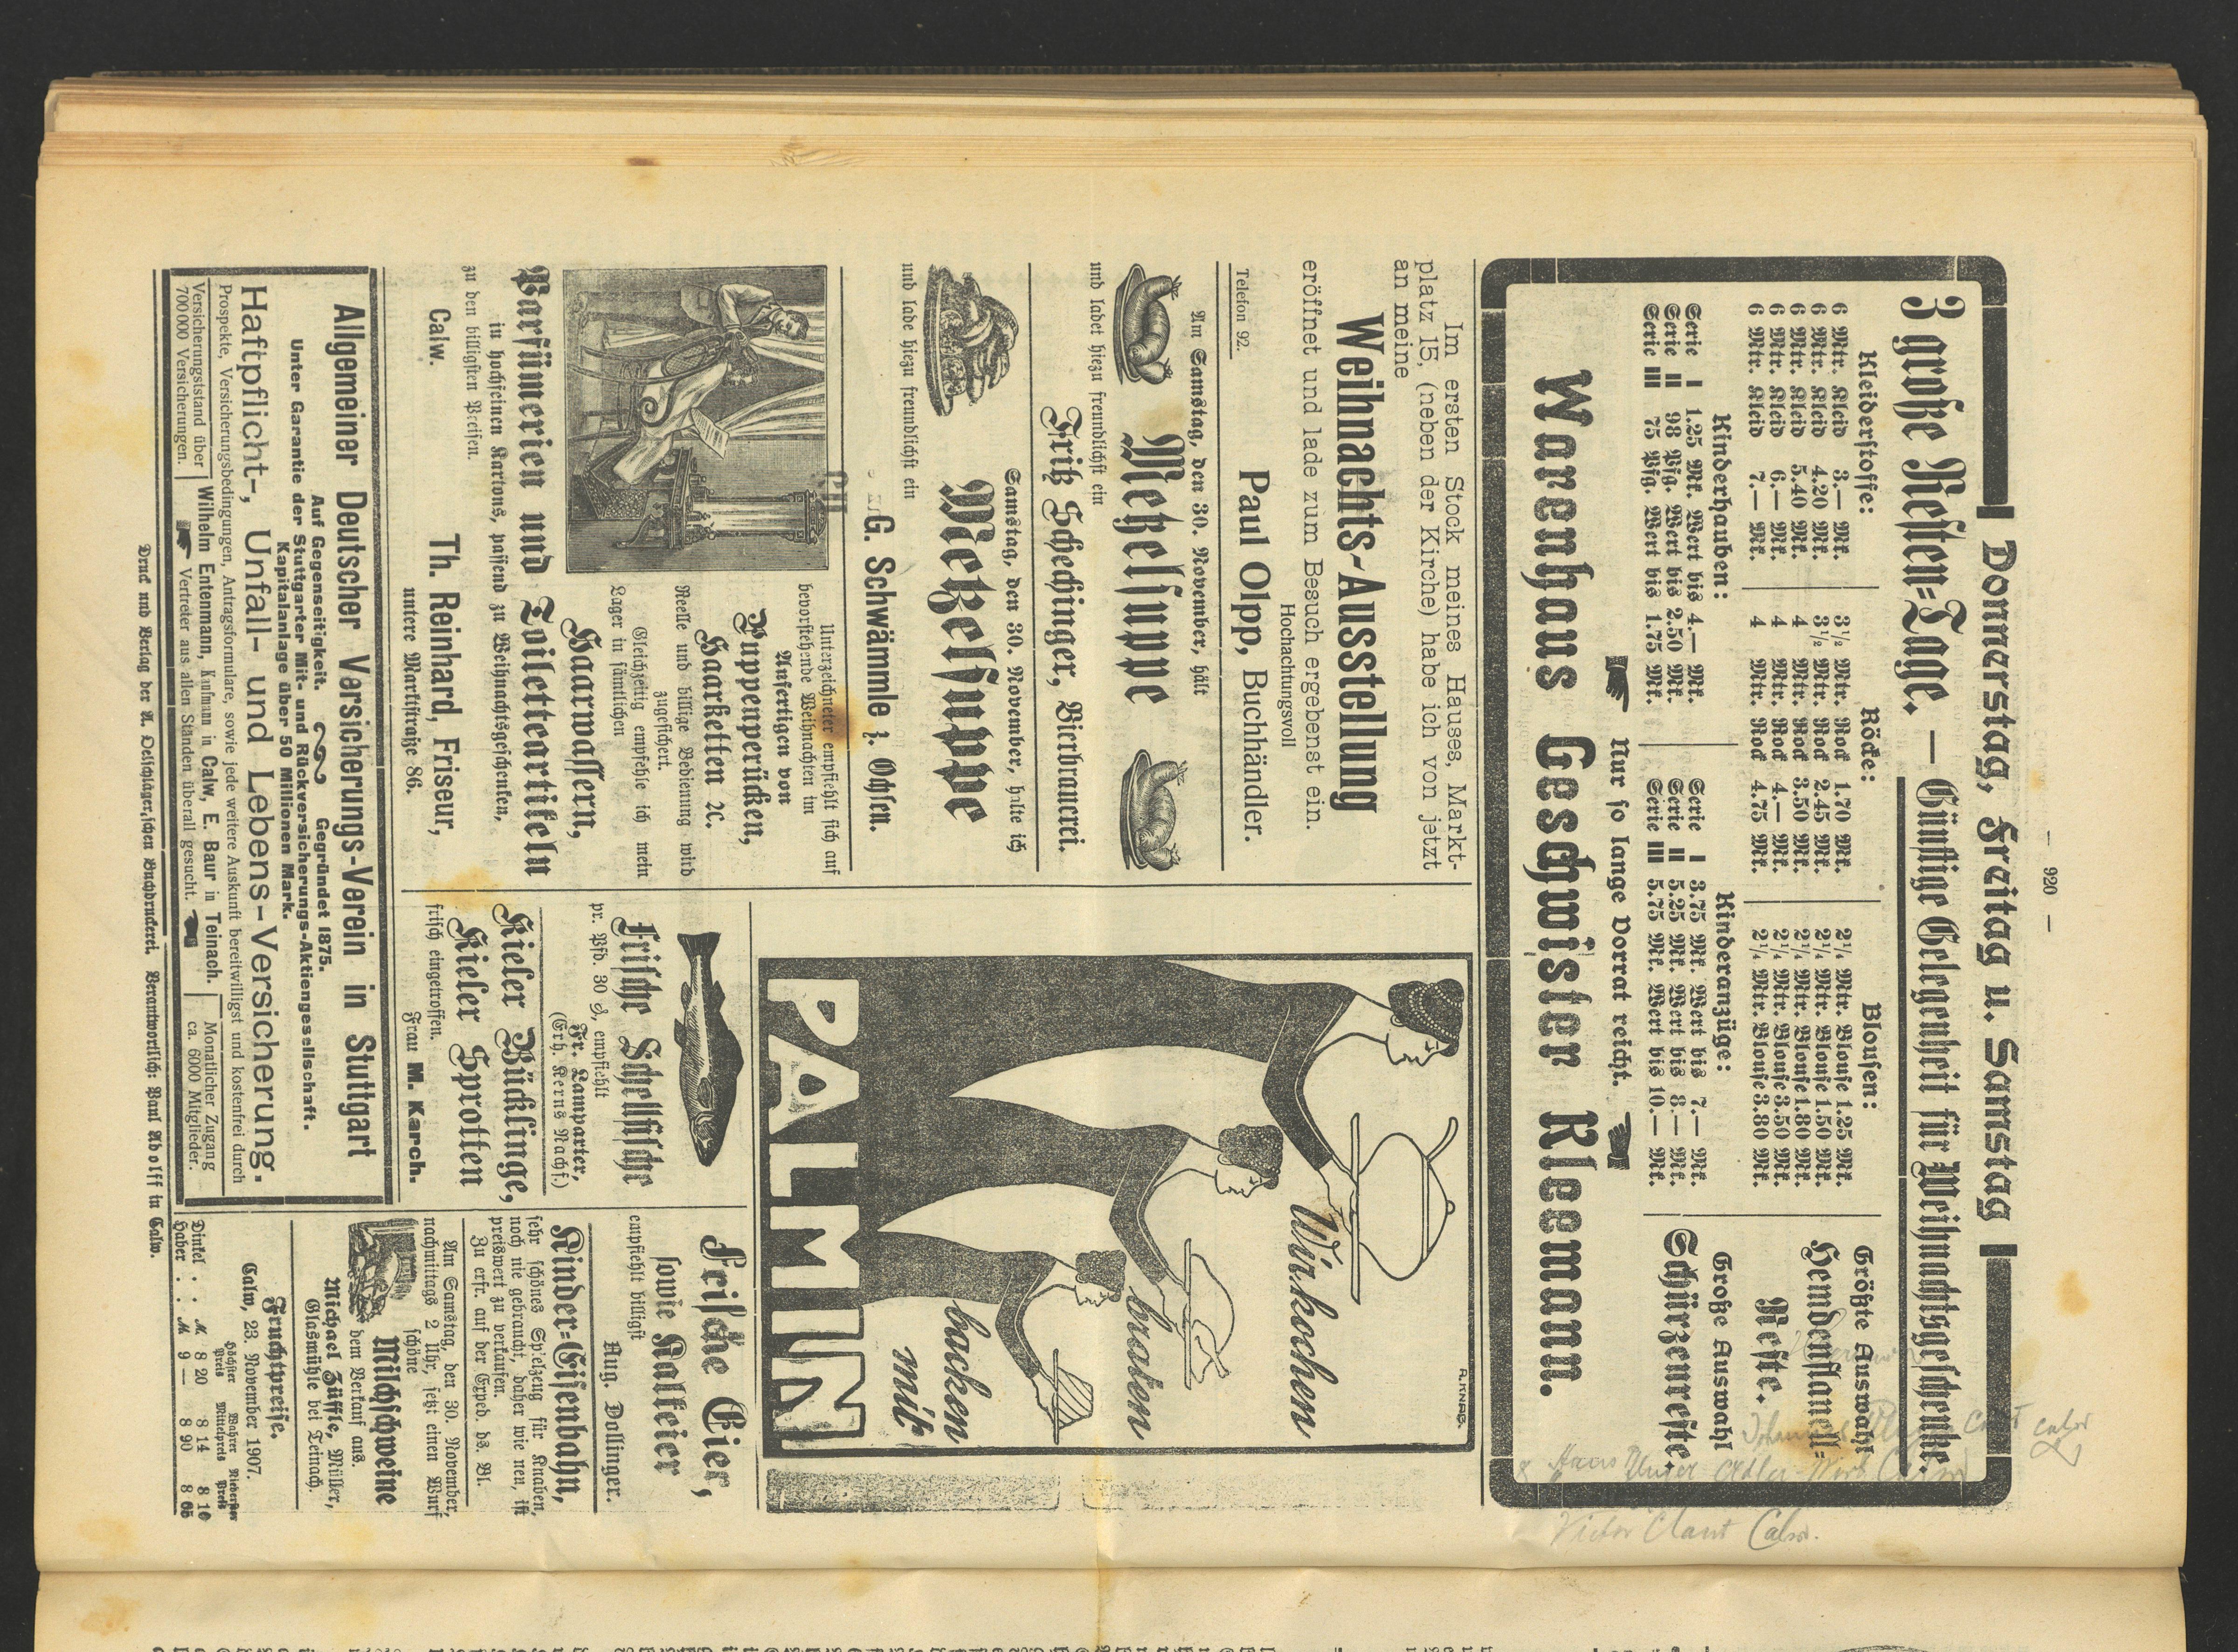 — 920 —
Donnerstag, Freitag u. Samstag
3 große Resten-Tage. — Günstige Gelegenheit für Weihnachtsgeschenke.
Kleiderstoffe:
6 Mtr. Kleid 3.— Mk.
6 Mtr. Kleid 4.20 Mk.
6 Mtr. Kleid 5.40 Mk.
6 Mtr. Kleid 6.— Mk.
6 Mtr. Kleid 7.— Mk.
Röcke:
3½ Mtr. Rock 1.70 Mk.
3½ Mtr. Rock 2.45 Mk.
4 Mtr. Rock 3.50 Mk.
4 Mtr. Rock 4.— Mk.
4 Mtr. Rock 4.75 Mk.
Blousen:
2¼ Mtr. Blouse 1.25 Mk.
2¼ Mtr. Blouse 1.50 Mk.
2¼ Mtr. Blouse 1.80 Mk.
2¼ Mtr. Blouse 3.50 Mk.
2¼ Mtr. Blouse 3.80 Mk.
Größte Auswahl
Hemdenflanell-
Reste.
Kinderhauben:
Serie I 1.25 Mk. Wert bis 4.— Mk.
Serie II 98 Pfg. Wert bis 2.50 Mk.
Serie III 75 Pfg. Wert bis 1.75 Mk.
Kinderanzüge:
Serie I 3.75 Mk. Wert bis 7.— Mk.
Serie II 5.25 Mk. Wert bis 8.— Mk.
Serie III 5.75 Mk. Wert bis 10.— Mk.
Große Auswahl
Schürzenreste.
Nur so lange Vorrat reicht.
Warenhaus Geschwister Kleemann.
Victor Clant Calw.
Im ersten Stock meines Hauses, Markt-
platz 15, (neben der Kirche) habe ich von jetzt
an meine
Weihnachts-Ausstellung
eröffnet und lade zum Besuch ergebenst ein.
Hochachtungsvoll
Paul Olpp, Buchhändler.
Telefon 92.
Am Samstag, den 30. November, hält
Metzelsuppe
und ladet hiezu freundlichst ein
Fritz Schechinger, Bierbrauerei.
Samstag, den 30. November, halte ich
Metzelsuppe
und lade hiezu freundlichst ein
G. Schwämmle z. Ochsen.
Unterzeichneter empfiehlt sich auf
bevorstehende Weihnachten im
Anfertigen von
Puppenperücken,
Haarketten ꝛc.
Reelle und billige Bedienung wird
zugesichert.
Gleichzeitig empfehle ich mein
Lager in sämtlichen
Haarwassern,
Parfümerien und Toiletteartikeln
in hochfeinen Kartons, passend zu Weihnachtsgeschenken,
zu den billigsten Preisen.
Th. Reinhard, Friseur,
Calw.
untere Marktstraße 86.
A. KNAB.
Wir kochen
braten
backen
mit
PALMIN
Frische Schellfische
pr. Pfd. 30 ₰, empfiehlt
Fr. Lamparter,
(Erh. Kerns Nachf.)
Kieler Bücklinge,
Kieler Sprotten
frisch eingetroffen.
Frau M. Karch.
Frische Eier,
sowie Kalkeier
empfiehlt billigst
Aug. Dollinger.
Kinder-Eisenbahn,
sehr schönes Spielzeug für Knaben,
noch nie gebraucht, daher wie neu, ist
preiswert zu verkaufen.
Zu erfr. auf der Exped. ds. Bl.
Am Samstag, den 30. November,
nachmittags 2 Uhr, setzt einen Wurf
schöne
Milchschweine
dem Verkauf aus.
Michael Züffle, Müller,
Glasmühle bei Teinach.
Fruchtpreise.
Calw, 23. November 1907.
Höchster Preis Wahrer Mittelpreis Niederster Preis
Dinkel . . ℳ 8 20 8 14 8 10
Haber . . ℳ 9 — 8 90 8 65
Allgemeiner Deutscher Versicherungs-Verein in Stuttgart
Auf Gegenseitigkeit. Gegründet 1875.
Unter Garantie der Stuttgarter Mit- und Rückversicherungs-Aktiengesellschaft.
Kapitalanlage über 50 Millionen Mark.
Haftpflicht-, Unfall- und Lebens-Versicherung.
Prospekte, Versicherungsbedingungen, Antragsformulare, sowie jede weitere Auskunft bereitwilligst und kostenfrei durch
Versicherungsstand über
700 000 Versicherungen.
Wilhelm Entenmann, Kaufmann in Calw, E. Baur in Teinach.
Vertreter aus allen Ständen überall gesucht.
Monatlicher Zugang
ca. 6000 Mitglieder.
Druck und Verlag der A. Oelschläger'schen Buchdruckerei. Verantwortlich: Paul Adolff in Calw.